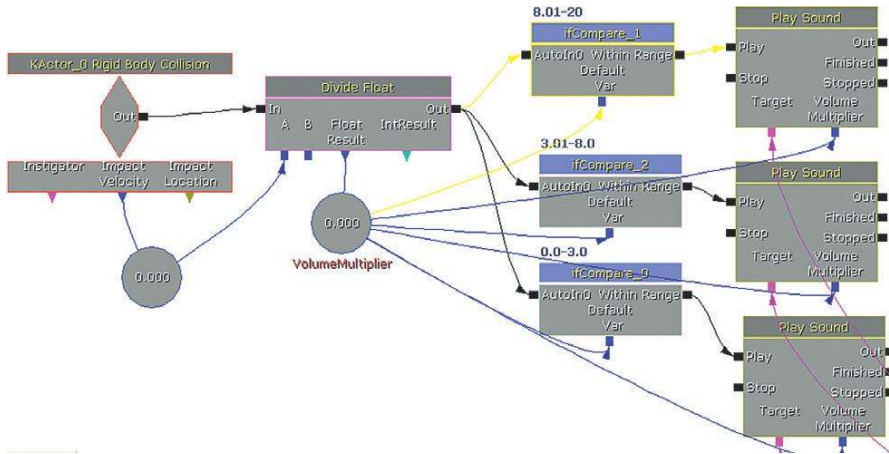 KActor_0 Rigid Body Collision
Out
Instigator Impact Velocity Impact Location
0.000
Divide Float
In Out
A B Float Result IntResult
0.000
VolumeMultiplier
8.01-20
ifCompare_1
AutoIn0 Within Range
Default
Var
3.01-8.0
ifCompare_2
AutoIn0 Within Range
Default
Var
0.0-3.0
ifCompare_0
AutoIn0 Within Range
Default
Var
Play Sound
Play Out
Finished
Stop Stopped
Target Volume
Multiplier
Play Sound
Play Out
Finished
Stop Stopped
Target Volume
Multiplier
Play Sound
Play Out
Finished
Stop Stopped
Target Volume
Multiplier